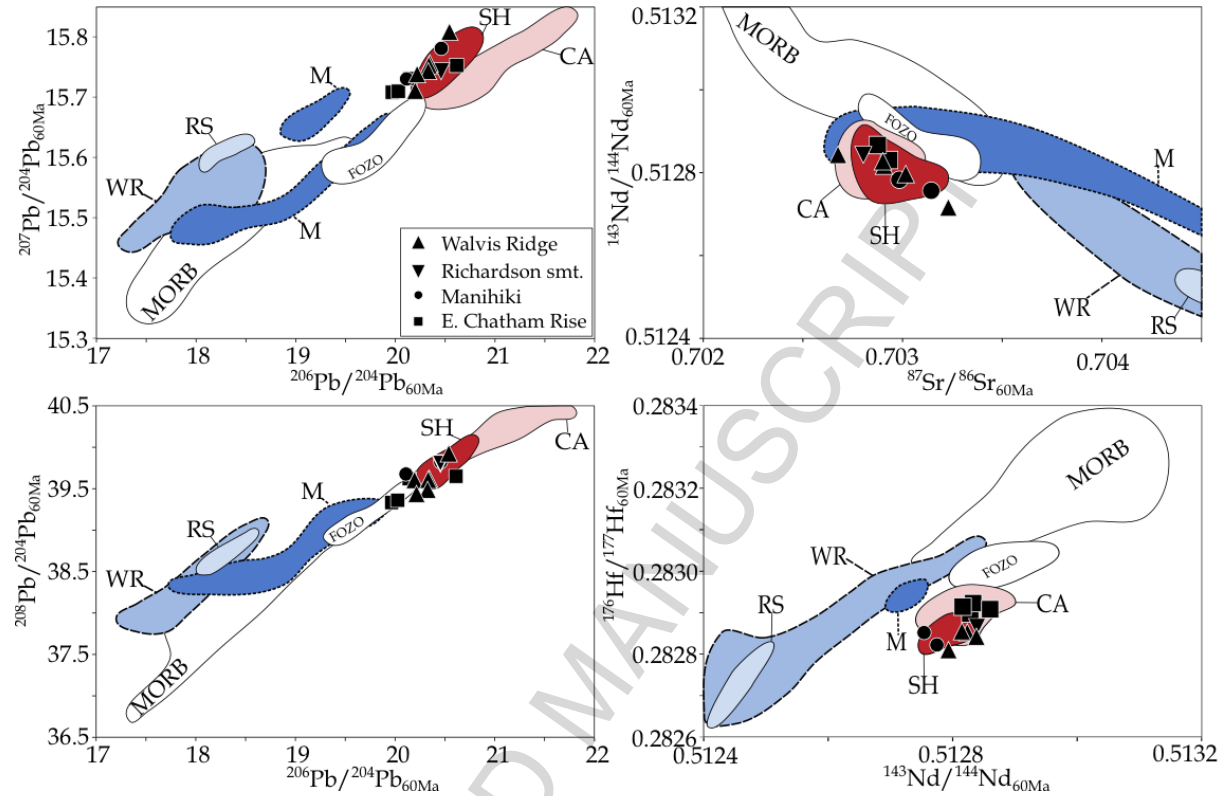 15.8
15.7
15.6
15.5
15.4
15.3
207Pb/204Pb60Ma
17
18
19
20
21
22
206Pb/204Pb60Ma
SH
CA
M
RS
WR
FOZO
M
MORB
Walvis Ridge
Richardson smt.
Manihiki
E. Chatham Rise
0.5132
0.5128
0.5124
143Nd/144Nd60Ma
0.702
0.703
0.704
87Sr/86Sr60Ma
MORB
FOZO
M
CA
SH
WR
RS
40.5
39.5
38.5
37.5
36.5
208Pb/204Pb60Ma
17
18
19
20
21
22
206Pb/204Pb60Ma
SH
CA
M
RS
FOZO
WR
MORB
0.2834
0.2832
0.2830
0.2828
0.2826
176Hf/177Hf60Ma
0.5124
0.5128
0.5132
143Nd/144Nd60Ma
MORB
WR
FOZO
RS
CA
M
SH
D MANUSCRIPT